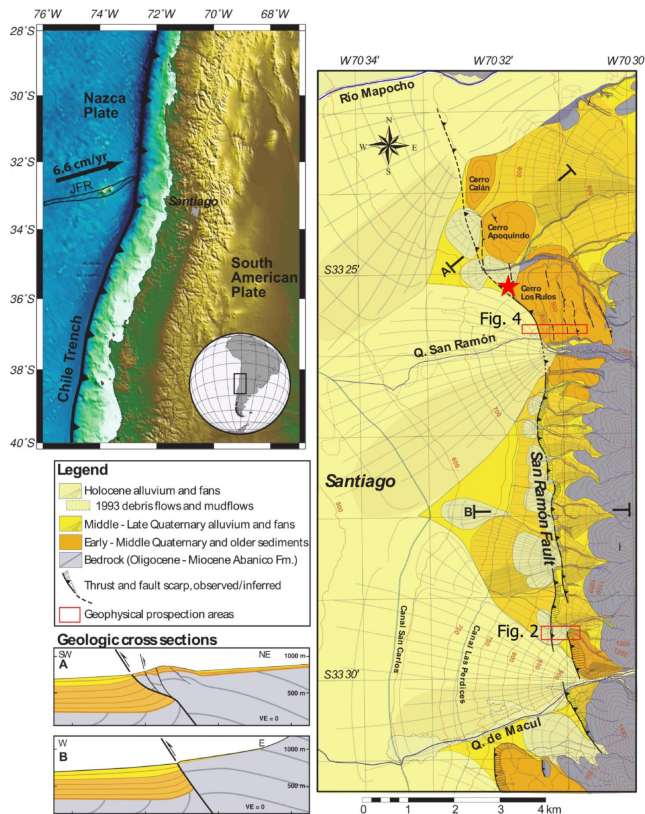 76°W 74°W 72°W 70°W 68°W
28°S
30°S
32°S
34°S
36°S
38°S
40°S
Nazca
Plate
6.6 cm/yr
JFR
Santiago
South
American
Plate
Chile Trench
Legend
Holocene alluvium and fans
1993 debris flows and mudflows
Middle - Late Quaternary alluvium and fans
Early - Middle Quaternary and older sediments
Bedrock (Oligocene - Miocene Abanico Fm.)
Thrust and fault scarp, observed/inferred
Geophysical prospection areas
Geologic cross sections
SW NE
A
1000 m
500 m
VE = 0
W E
B
1000 m
500 m
VE = 0
W70 34' W70 32' W70 30
Río Mapocho
N
W E
S
Cerro
Calán
Cerro
Apoquindo
S33 25'
A
Cerro
Los Rulos
Fig. 4
Q. San Ramón
Santiago
San Ramón Fault
B
Canal San Carlos
Canal Las Perdices
Fig. 2
S33 30'
Q. de Macul
0 1 2 3 4
km